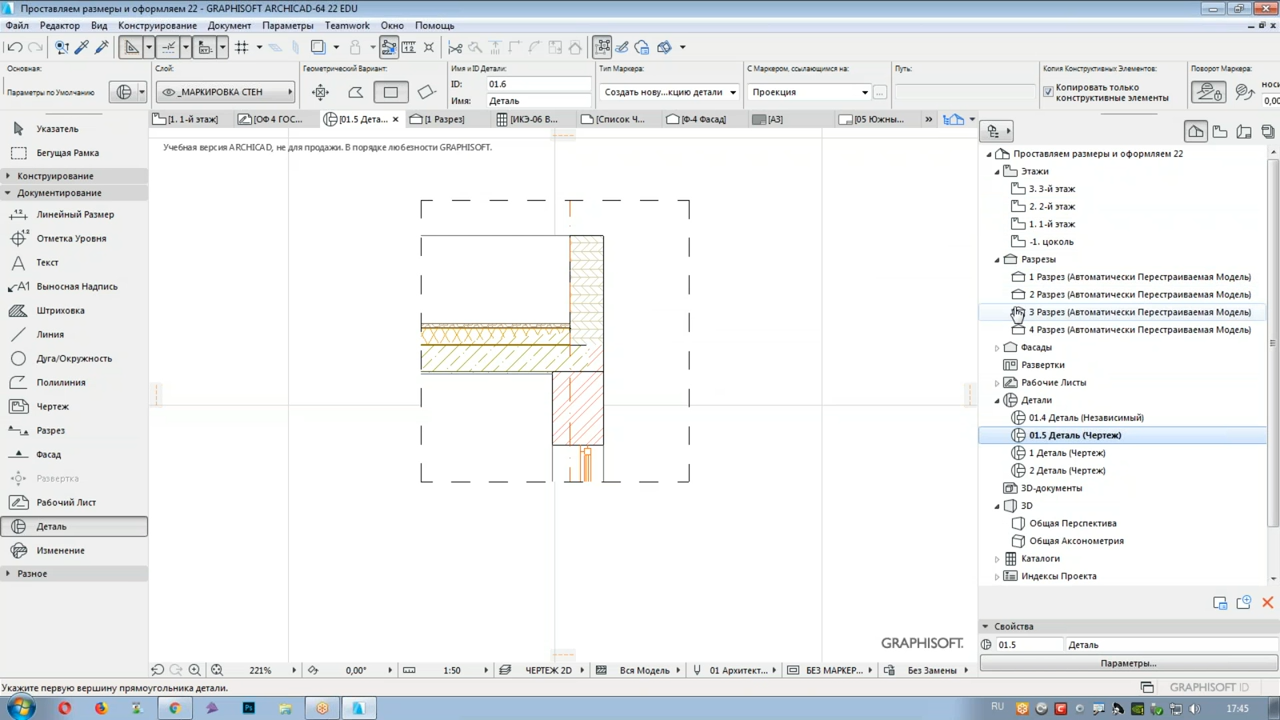 Проставляем размеры и оформляем 22 - GRAPHISOFT ARCHICAD-64 22 EDU
Файл Редактор Вид Конструирование Документ Параметры Teamwork Окно Помощь
Основная: Слой: Геометрический Вариант: Имя и ID Детали: Тип Маркера: С Маркером, ссылающимся на: Путь: Копия Конструктивных Элементов: Поворот Маркера:
Параметры по Умолчанию _МАРКИРОВКА СТЕН ID: 01.6 Создать нову...кцию детали Проекция ... Копировать только конструктивные элементы 0,00
Имя: Деталь
[1. 1-й этаж] [ОФ 4 ГОС... [01.5 Дета... [1 Разрез] [ИКЭ-06 В... [Список Ч... [Ф-4 Фасад] [А3] [05 Южны... »
Указатель
Бегущая Рамка
Конструирование
Документирование
Линейный Размер
Отметка Уровня
Текст
Выносная Надпись
Штриховка
Линия
Дуга/Окружность
Полилиния
Чертеж
Разрез
Фасад
Развертка
Рабочий Лист
Деталь
Изменение
Разное
Учебная версия ARCHICAD, не для продажи. В порядке любезности GRAPHISOFT.
GRAPHISOFT.
Проставляем размеры и оформляем 22
Этажи
3. 3-й этаж
2. 2-й этаж
1. 1-й этаж
-1. цоколь
Разрезы
1 Разрез (Автоматически Перестраиваемая Модель)
2 Разрез (Автоматически Перестраиваемая Модель)
3 Разрез (Автоматически Перестраиваемая Модель)
4 Разрез (Автоматически Перестраиваемая Модель)
Фасады
Развертки
Рабочие Листы
Детали
01.4 Деталь (Независимый)
01.5 Деталь (Чертеж)
1 Деталь (Чертеж)
2 Деталь (Чертеж)
3D-документы
3D
Общая Перспектива
Общая Аксонометрия
Каталоги
Индексы Проекта
Свойства
01.5 Деталь
Параметры...
221% 0,00° 1:50 ЧЕРТЕЖ 2D Вся Модель 01 Архитект... БЕЗ МАРКЕР... Без Замены
Укажите первую вершину прямоугольника детали.
GRAPHISOFT ID
RU 17:45